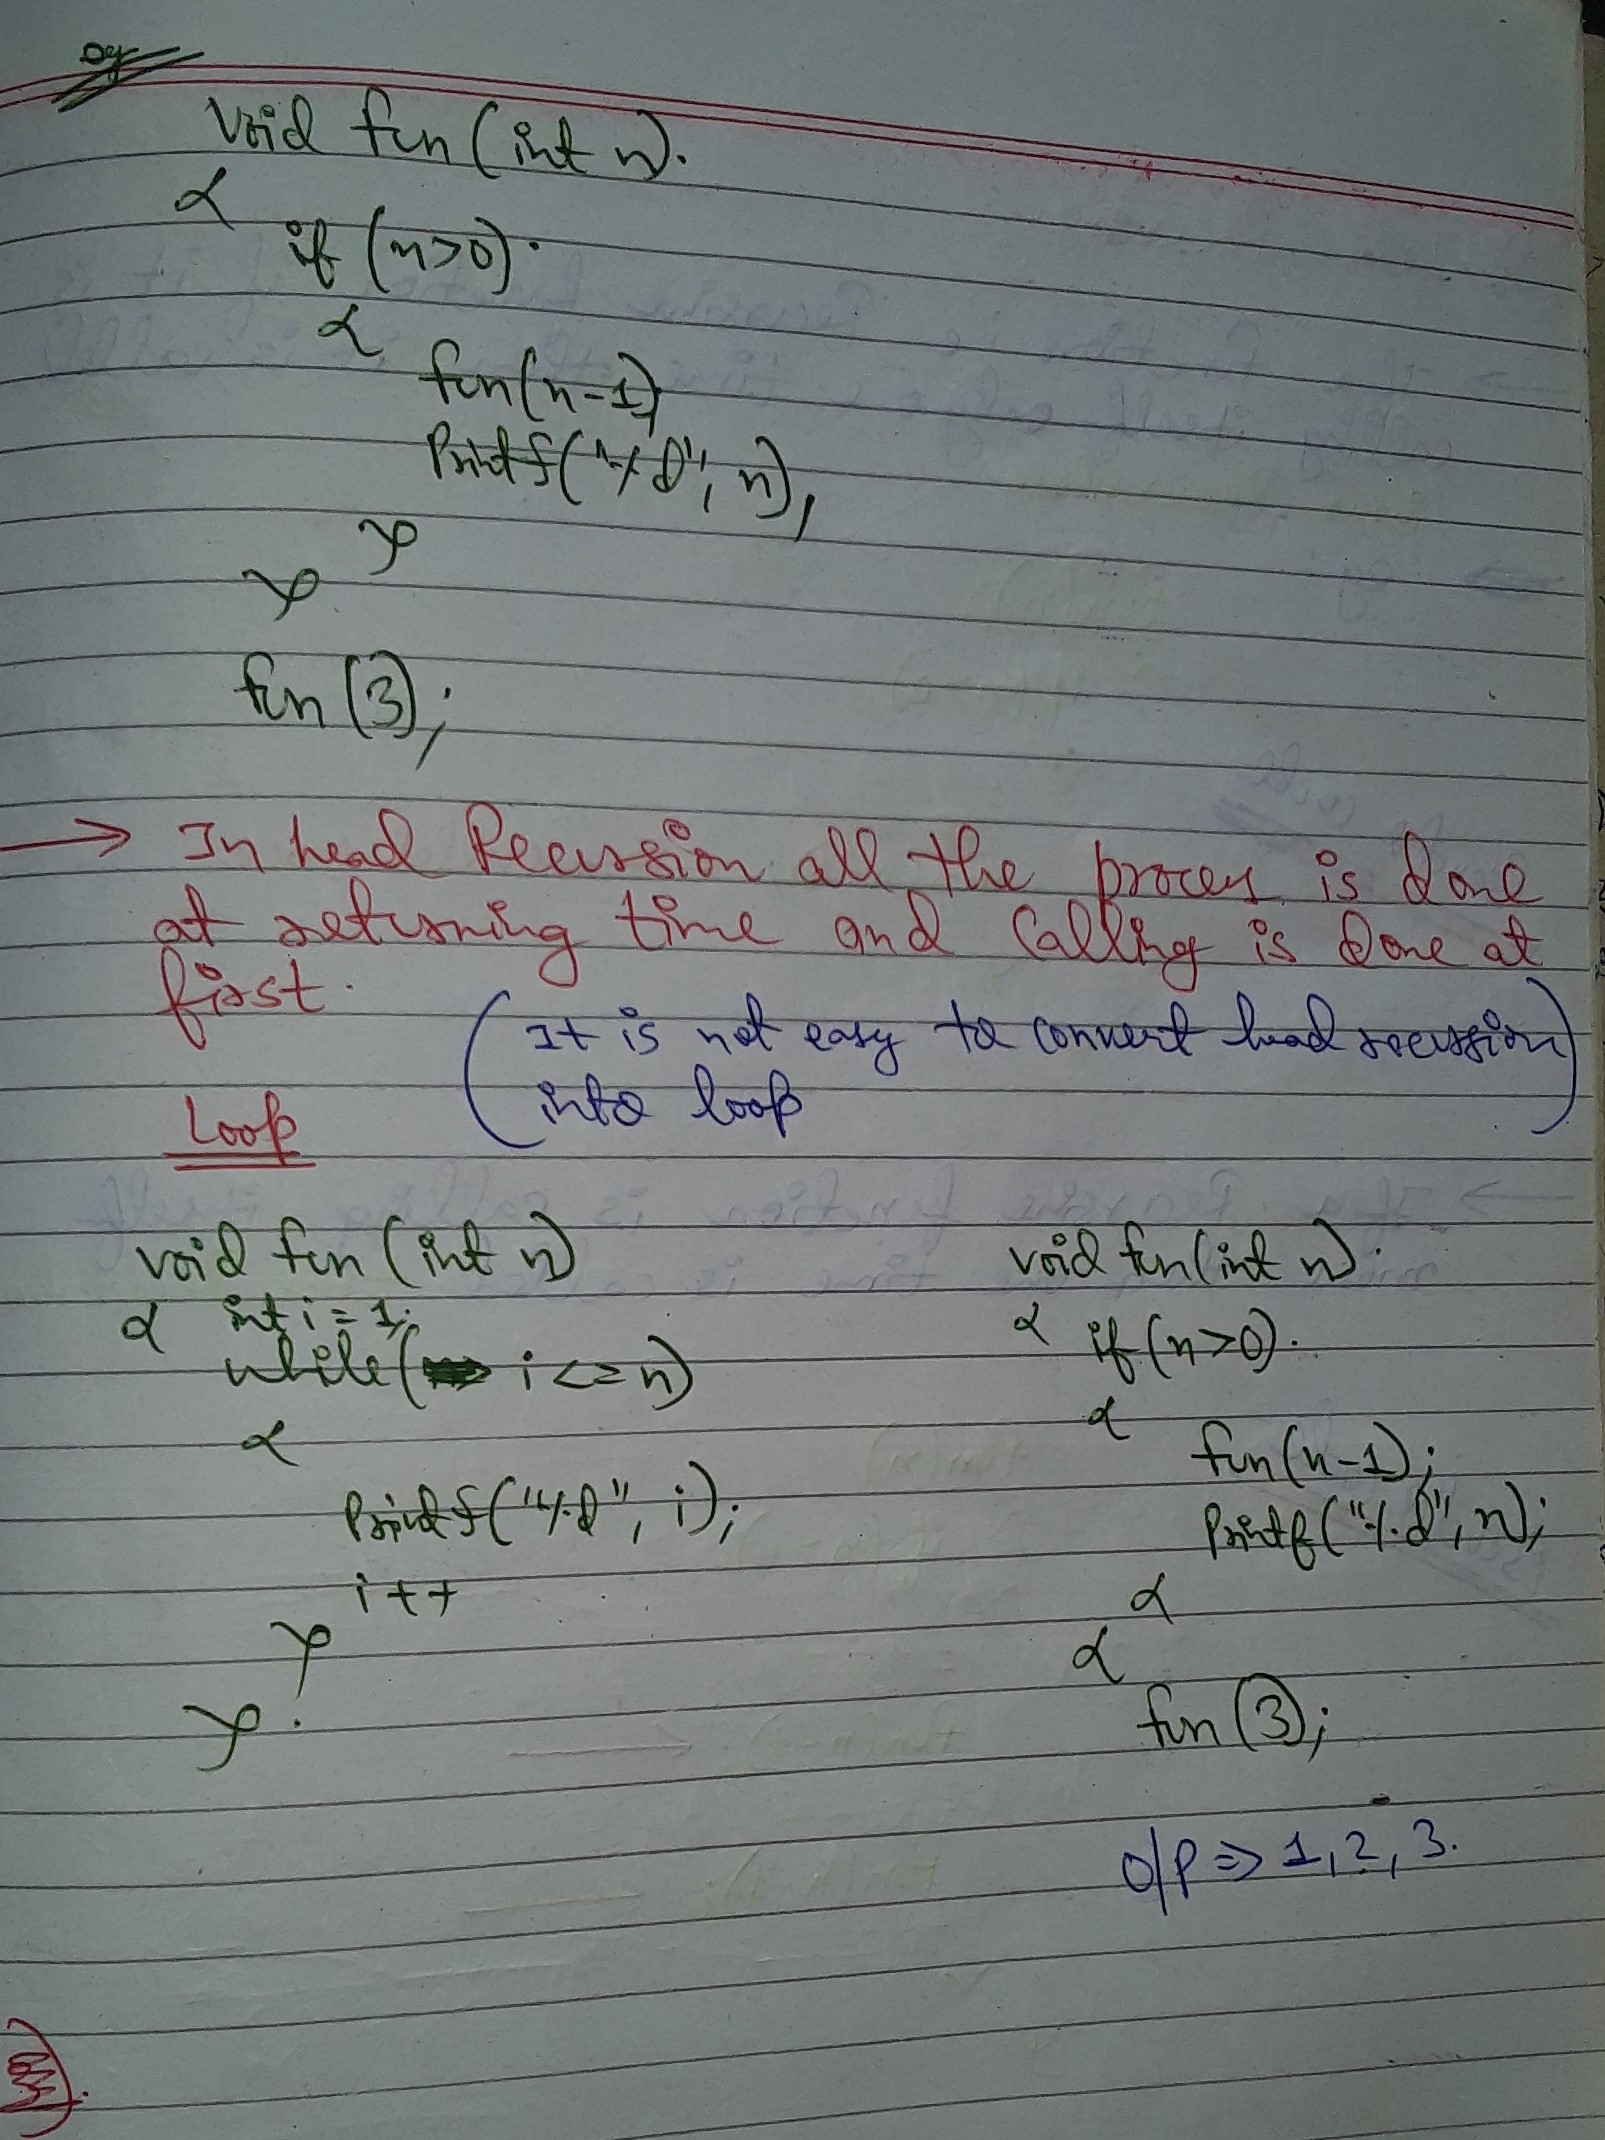 eg
Void fun (int n).
{
if (n>0).
{
fun(n-1)
Printf("%d", n),
}
}
fun (3);
→ In head Recursion all the proces is done
at returning time and Calling is done at
first.
(It is not easy to convert head recussion
into loop)
Loop
void fun (int n)
{ int i = 1;
while( i <= n)
{
Printf("%d", i);
i++
}
}.
void fun(int n).
{ if (n>0).
{
fun(n-1);
Printf("%d", n);
{
{
fun (3);
O/P => 1, 2, 3.